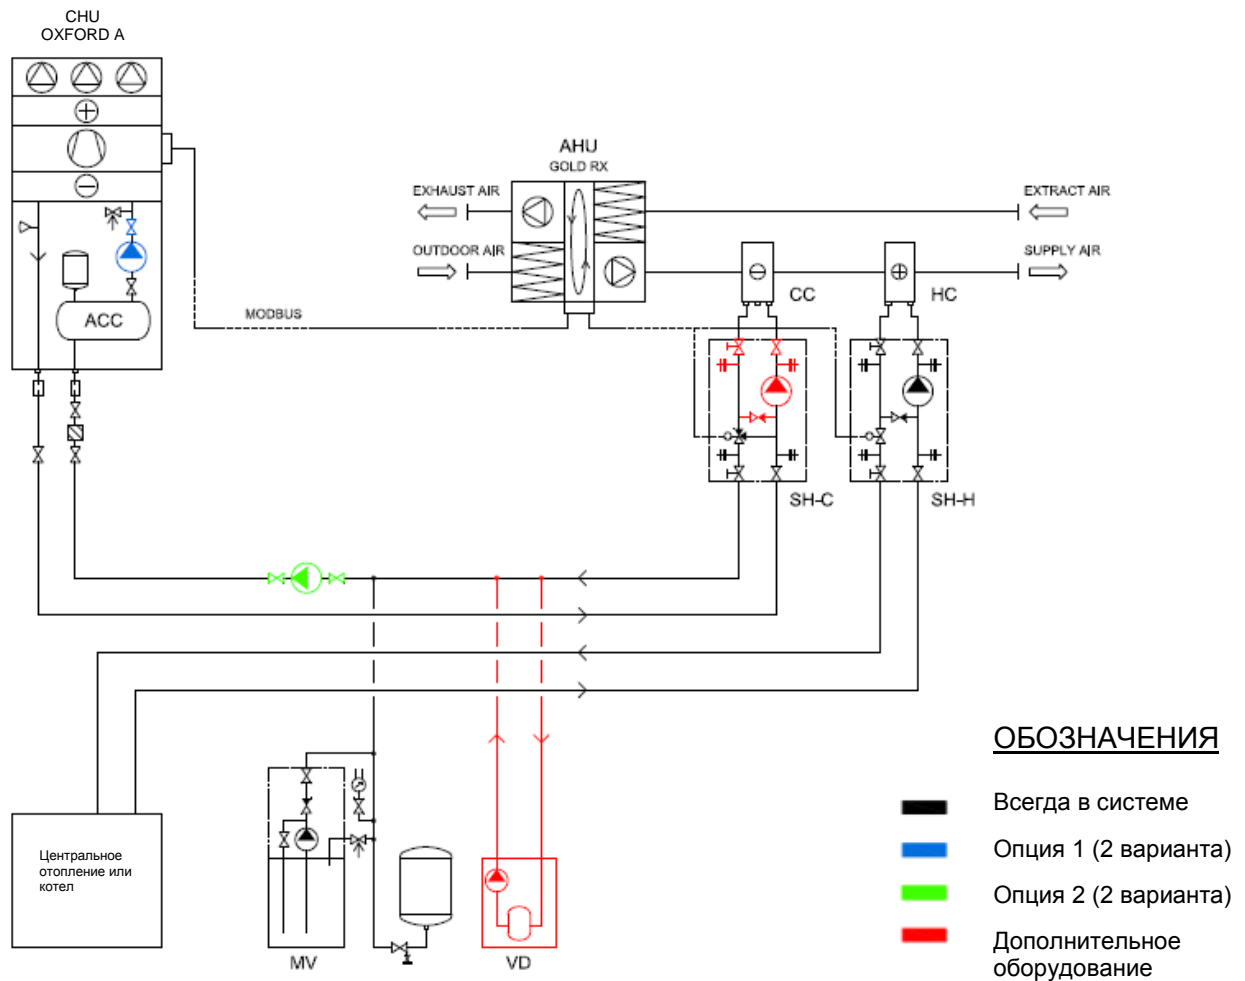 CHU
OXFORD A
AHU
GOLD RX
EXHAUST AIR
EXTRACT AIR
OUTDOOR AIR
SUPPLY AIR
CC
HC
ACC
MODBUS
SH-C
SH-H
ОБОЗНАЧЕНИЯ
Всегда в системе
Опция 1 (2 варианта)
Опция 2 (2 варианта)
Дополнительное
оборудование
Центральное
отопление или
котел
MV
VD